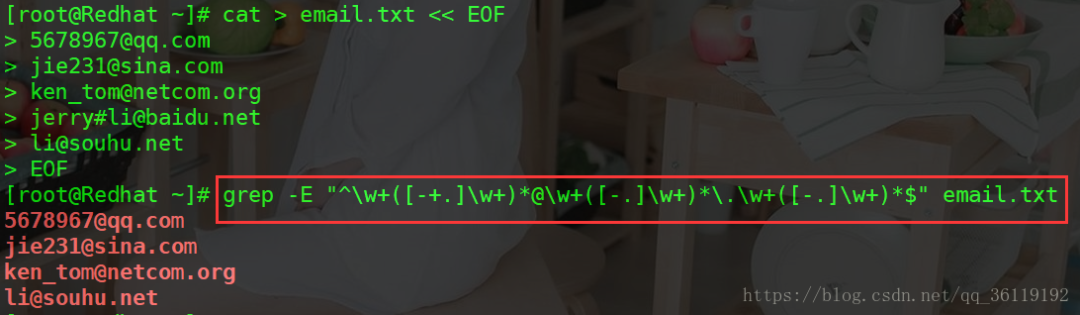 [root@Redhat ~]# cat > email.txt << EOF
> 5678967@qq.com
> jie231@sina.com
> ken_tom@netcom.org
> jerry#li@baidu.net
> li@souhu.net
> EOF
[root@Redhat ~]# grep -E "^\w+([-+.]\w+)*@\w+([-.]\w+)*\.\w+([-.]\w+)*$" email.txt
5678967@qq.com
jie231@sina.com
ken_tom@netcom.org
li@souhu.net
https://blog.csdn.net/qq_36119192